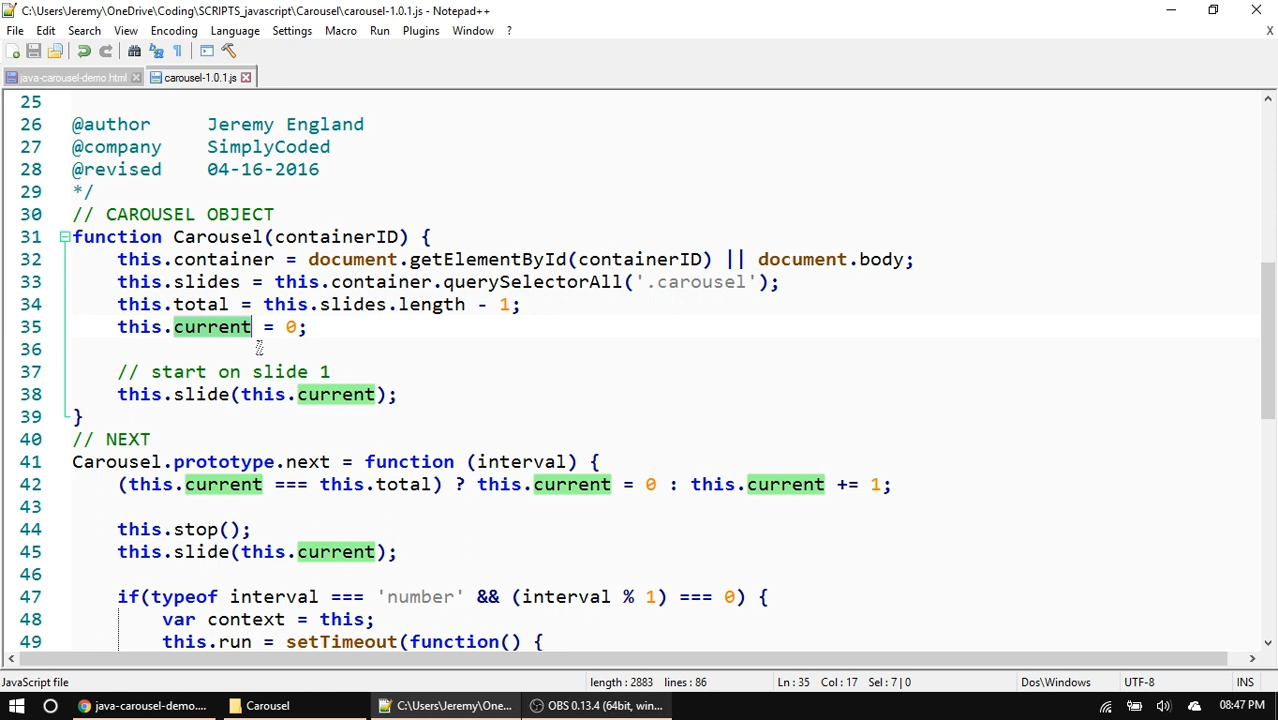 C:\Users\Jeremy\OneDrive\Coding\SCRIPTS_javascript\Carousel\carousel-1.0.1.js - Notepad++
File Edit Search View Encoding Language Settings Macro Run Plugins Window ? X
java-carousel-demo.html carousel-1.0.1.js
25
26 @author Jeremy England
27 @company SimplyCoded
28 @revised 04-16-2016
29 */
30 // CAROUSEL OBJECT
31 function Carousel(containerID) {
32 this.container = document.getElementById(containerID) || document.body;
33 this.slides = this.container.querySelectorAll('.carousel');
34 this.total = this.slides.length - 1;
35 this.current = 0;
36
37 // start on slide 1
38 this.slide(this.current);
39 }
40 // NEXT
41 Carousel.prototype.next = function (interval) {
42 (this.current === this.total) ? this.current = 0 : this.current += 1;
43
44 this.stop();
45 this.slide(this.current);
46
47 if(typeof interval === 'number' && (interval % 1) === 0) {
48 var context = this;
49 this.run = setTimeout(function() {
JavaScript file length : 2883 lines : 86 Ln : 35 Col : 17 Sel : 7 | 0 Dos\Windows UTF-8 INS
java-carousel-demo.... Carousel C:\Users\Jeremy\One... OBS 0.13.4 (64bit, win... 08:47 PM